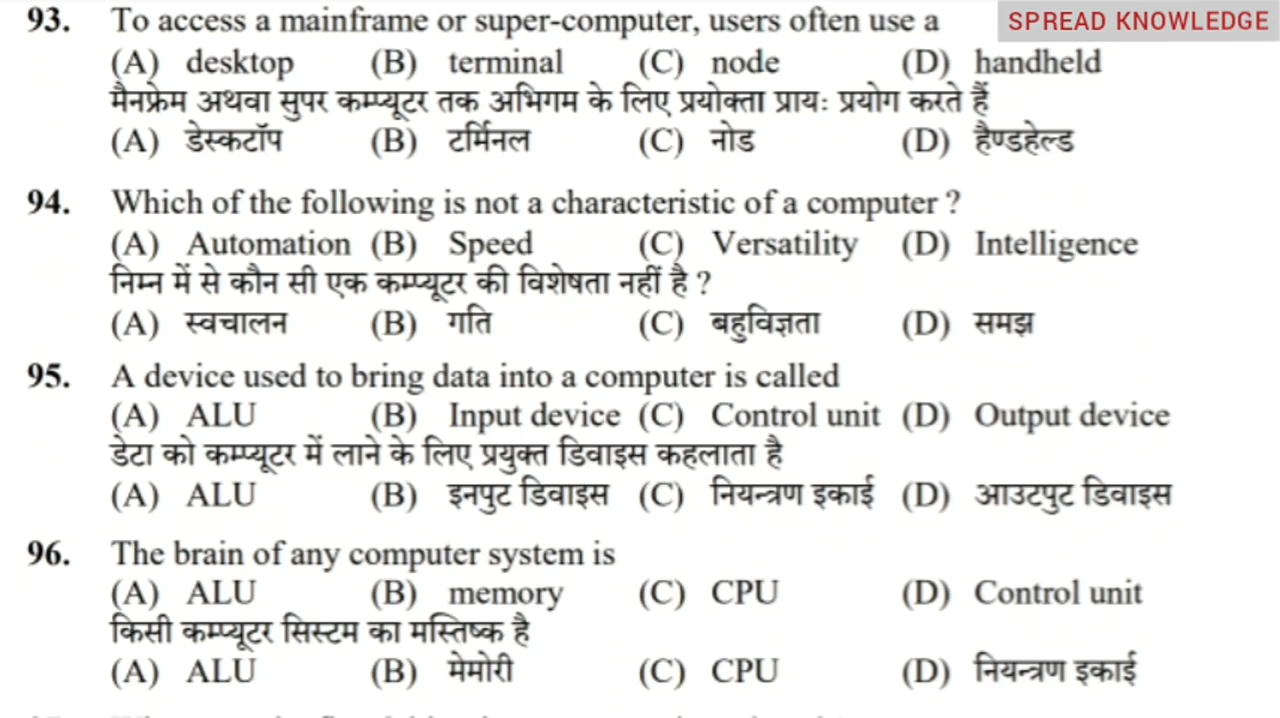 SPREAD KNOWLEDGE
93. To access a mainframe or super-computer, users often use a
(A) desktop (B) terminal (C) node (D) handheld
मैनफ्रेम अथवा सुपर कम्प्यूटर तक अभिगम के लिए प्रयोक्ता प्रायः प्रयोग करते हैं
(A) डेस्कटॉप (B) टर्मिनल (C) नोड (D) हैण्डहेल्ड
94. Which of the following is not a characteristic of a computer ?
(A) Automation (B) Speed (C) Versatility (D) Intelligence
निम्न में से कौन सी एक कम्प्यूटर की विशेषता नहीं है ?
(A) स्वचालन (B) गति (C) बहुविज्ञता (D) समझ
95. A device used to bring data into a computer is called
(A) ALU (B) Input device (C) Control unit (D) Output device
डेटा को कम्प्यूटर में लाने के लिए प्रयुक्त डिवाइस कहलाता है
(A) ALU (B) इनपुट डिवाइस (C) नियन्त्रण इकाई (D) आउटपुट डिवाइस
96. The brain of any computer system is
(A) ALU (B) memory (C) CPU (D) Control unit
किसी कम्प्यूटर सिस्टम का मस्तिष्क है
(A) ALU (B) मेमोरी (C) CPU (D) नियन्त्रण इकाई